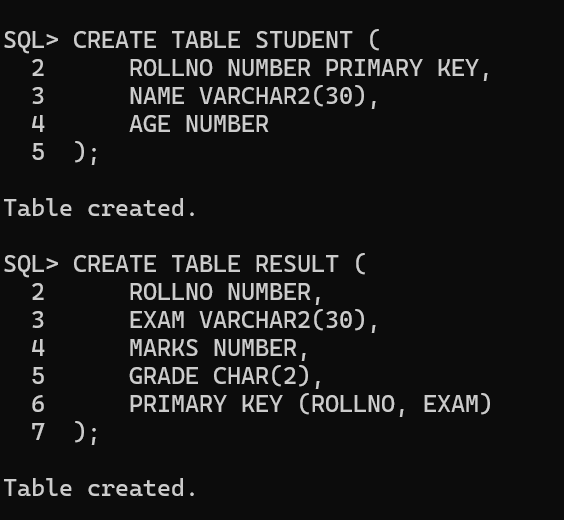 SQL> CREATE TABLE STUDENT (
  2      ROLLNO NUMBER PRIMARY KEY,
  3      NAME VARCHAR2(30),
  4      AGE NUMBER
  5  );
Table created.
SQL> CREATE TABLE RESULT (
  2      ROLLNO NUMBER,
  3      EXAM VARCHAR2(30),
  4      MARKS NUMBER,
  5      GRADE CHAR(2),
  6      PRIMARY KEY (ROLLNO, EXAM)
  7  );
Table created.